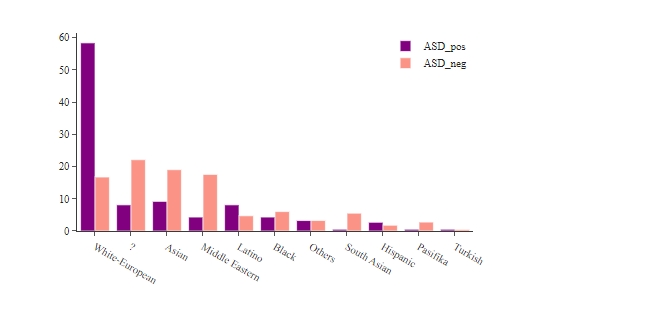 60
50
40
30
20
10
0
ASD_pos
ASD_neg
White-European
?
Asian
Middle Eastern
Latino
Black
Others
South Asian
Hispanic
Pasifika
Turkish